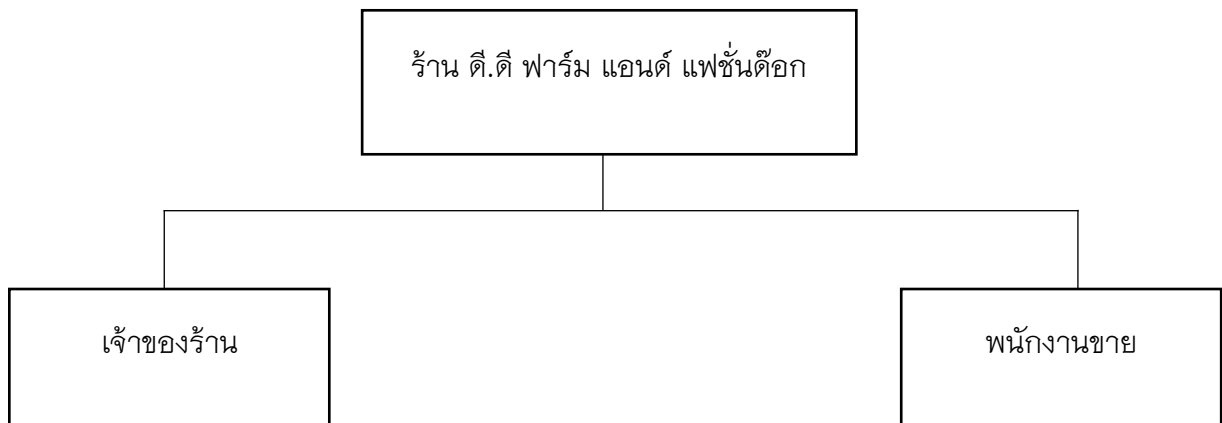 ร้าน ดี.ดี ฟาร์ม แอนด์ แฟชั่นด๊อก
เจ้าของร้าน
พนักงานขาย